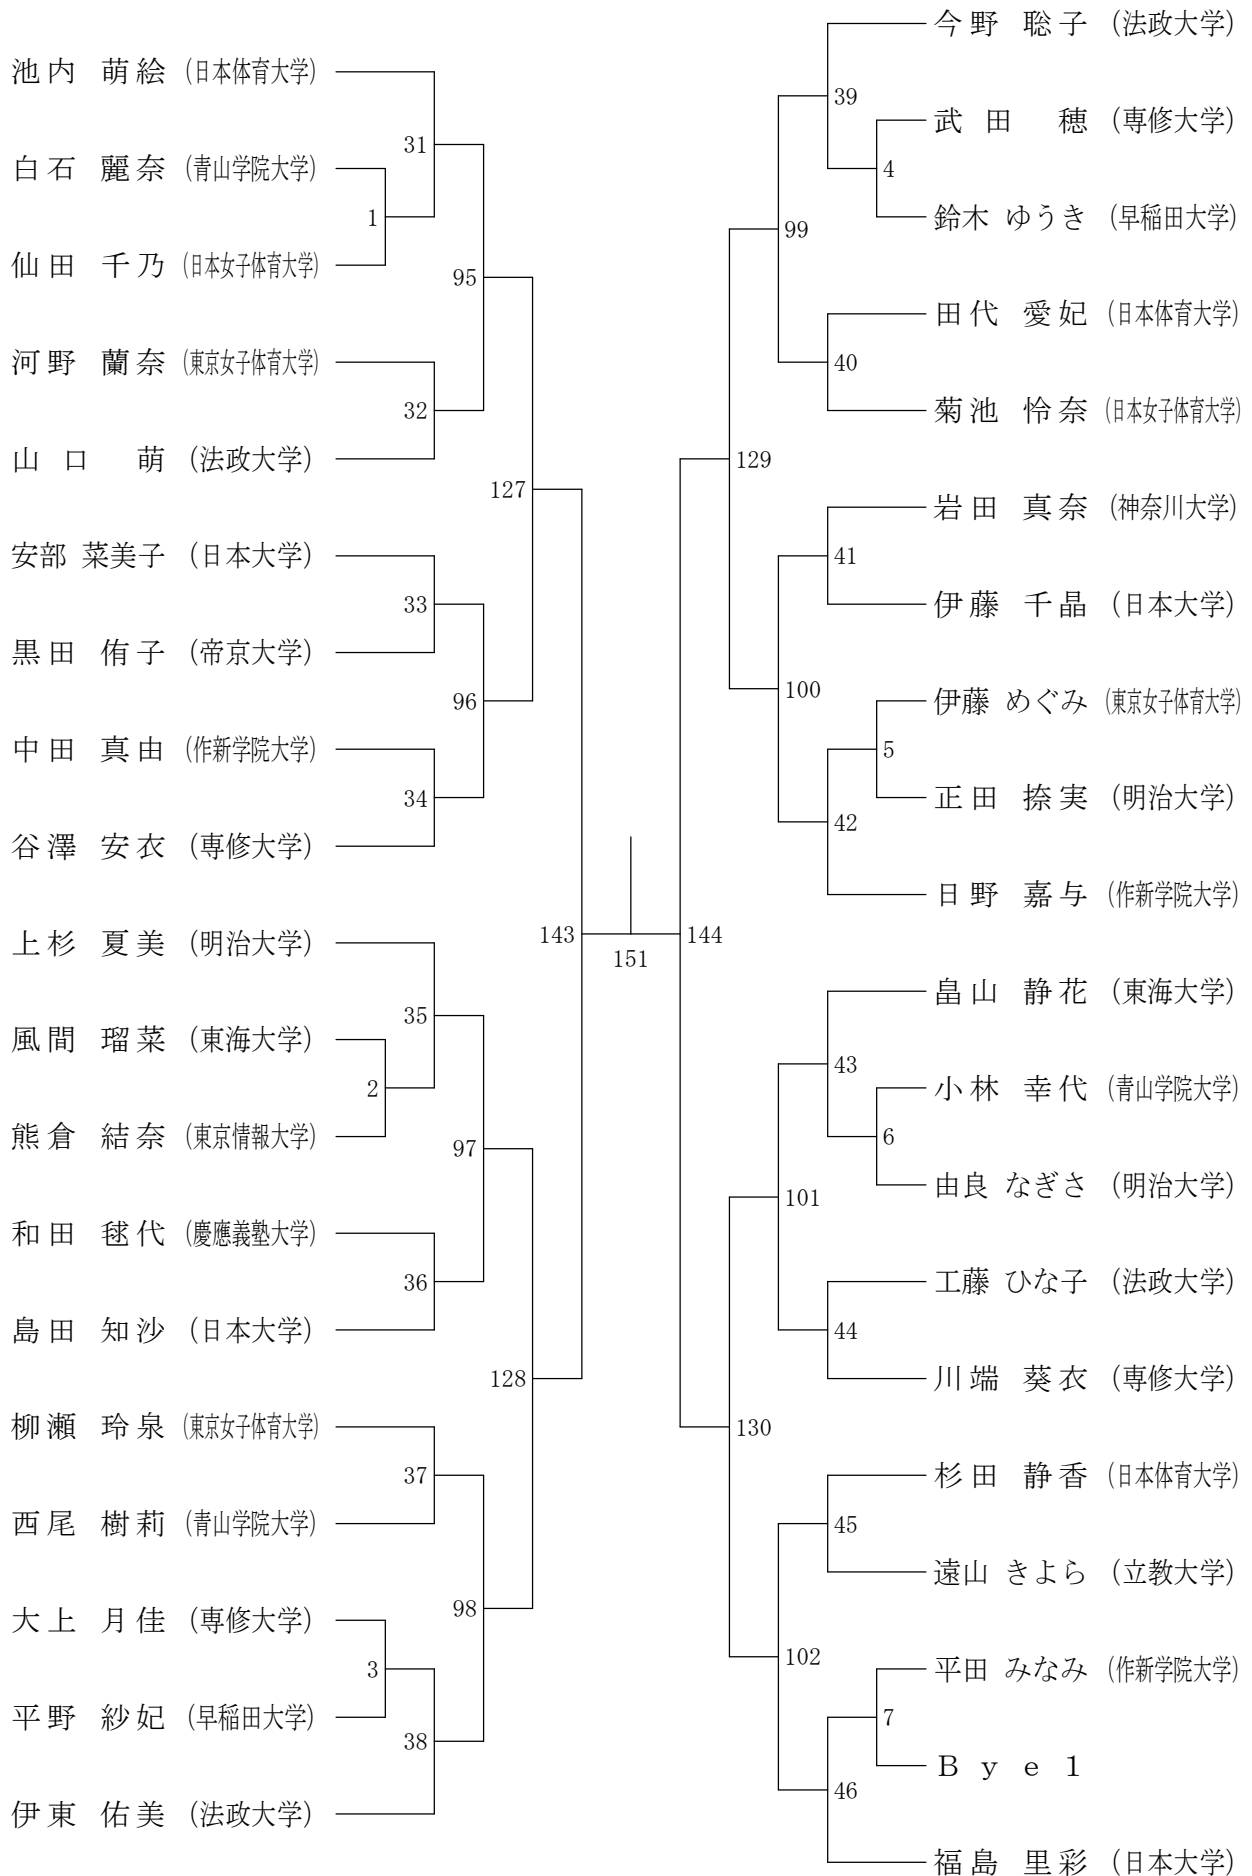 池内 萌絵 (日本体育大学)
31
白石 麗奈 (青山学院大学)
1
仙田 千乃 (日本女子体育大学)
95
河野 蘭奈 (東京女子体育大学)
32
山口 萌 (法政大学)
127
安部 菜美子 (日本大学)
33
黒田 侑子 (帝京大学)
96
中田 真由 (作新学院大学)
34
谷澤 安衣 (専修大学)
143
上杉 夏美 (明治大学)
35
風間 瑠菜 (東海大学)
2
熊倉 結奈 (東京情報大学)
97
和田 毬代 (慶應義塾大学)
36
島田 知沙 (日本大学)
128
柳瀬 玲泉 (東京女子体育大学)
37
西尾 樹莉 (青山学院大学)
98
大上 月佳 (専修大学)
3
平野 紗妃 (早稲田大学)
38
伊東 佑美 (法政大学)
151
今野 聡子 (法政大学)
39
武田 穂 (専修大学)
4
鈴木 ゆうき (早稲田大学)
99
田代 愛妃 (日本体育大学)
40
菊池 怜奈 (日本女子体育大学)
129
岩田 真奈 (神奈川大学)
41
伊藤 千晶 (日本大学)
100
伊藤 めぐみ (東京女子体育大学)
5
正田 捺実 (明治大学)
42
日野 嘉与 (作新学院大学)
144
畠山 静花 (東海大学)
43
小林 幸代 (青山学院大学)
6
由良 なぎさ (明治大学)
101
工藤 ひな子 (法政大学)
44
川端 葵衣 (専修大学)
130
杉田 静香 (日本体育大学)
45
遠山 きよら (立教大学)
102
平田 みなみ (作新学院大学)
7
Ｂｙｅ１
46
福島 里彩 (日本大学)